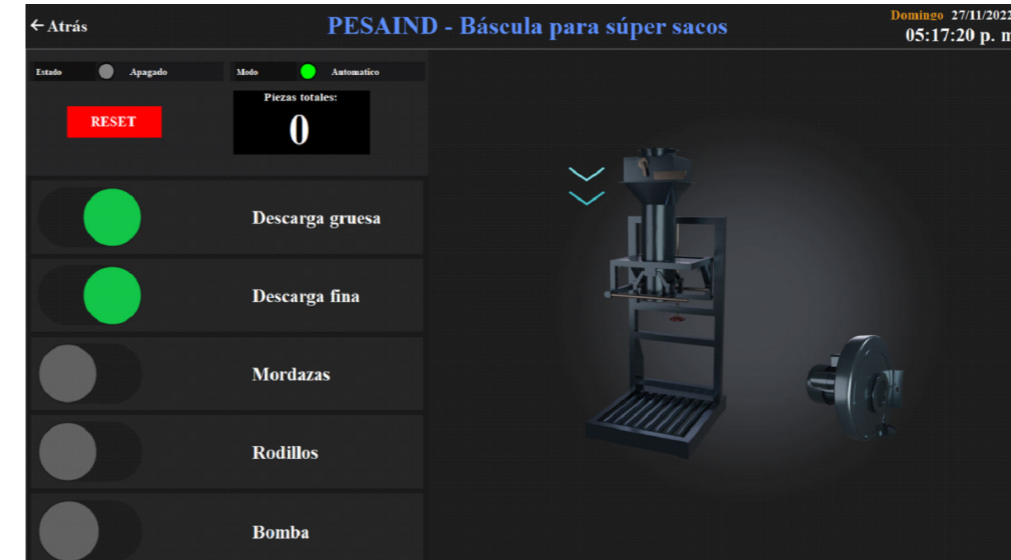 ←Atrás
PESAIND - Báscula para súper sacos
Domingo 27/11/2022
05:17:20 p. m
Estado Apagado Modo Automatico
RESET
Piezas totales:
0
Descarga gruesa
Descarga fina
Mordazas
Rodillos
Bomba